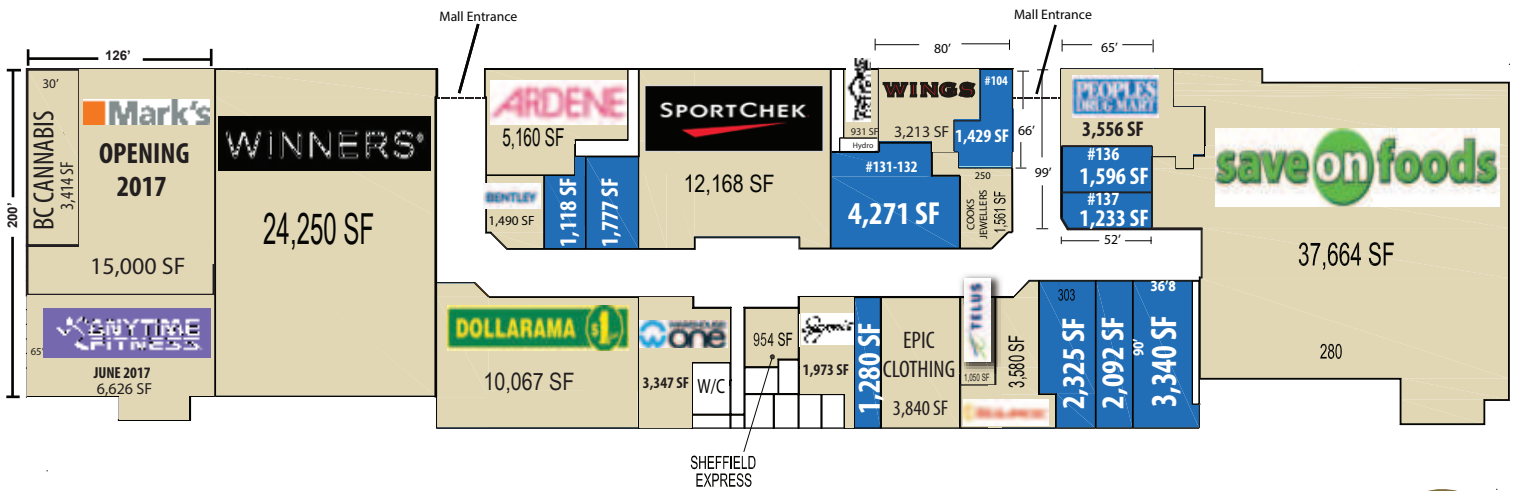 Mall Entrance
Mall Entrance
126'
80'
65'
30'
BC CANNABIS
3,414 SF
200'
Mark's
OPENING
2017
15,000 SF
ANYTIME
FITNESS
65'
JUNE 2017
6,626 SF
WINNERS
24,250 SF
ARDENE
5,160 SF
BENTLEY
1,490 SF
1,118 SF
1,777 SF
SPORTCHEK
12,168 SF
931 SF
Hydro
WINGS
3,213 SF
#104
1,429 SF
66'
99'
#131-132
4,271 SF
250
COOKS
JEWELLERS
1,561 SF
PEOPLES
DRUG MART
3,556 SF
#136
1,596 SF
#137
1,233 SF
52'
save on foods
37,664 SF
280
DOLLARAMA $1
10,067 SF
WAREHOUSE
one
3,347 SF
W/C
954 SF
SHEFFIELD
EXPRESS
1,973 SF
1,280 SF
EPIC
CLOTHING
3,840 SF
TELUS
1,050 SF
3,580 SF
303
2,325 SF
2,092 SF
36'8
90'
3,340 SF